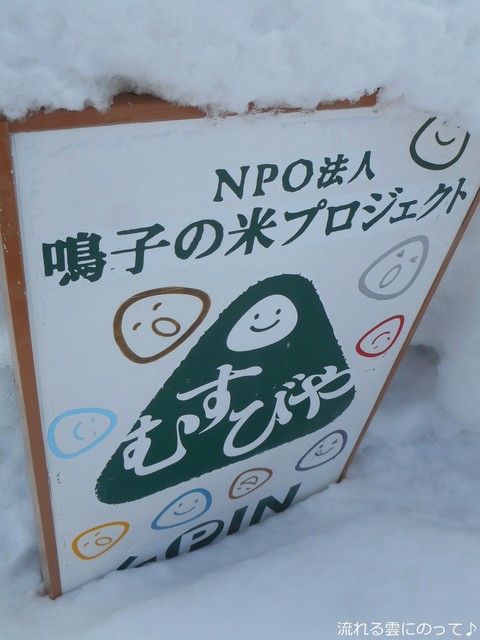 NPO法人
鳴子の米プロジェクト
むすびや
流れる雲にのって♪